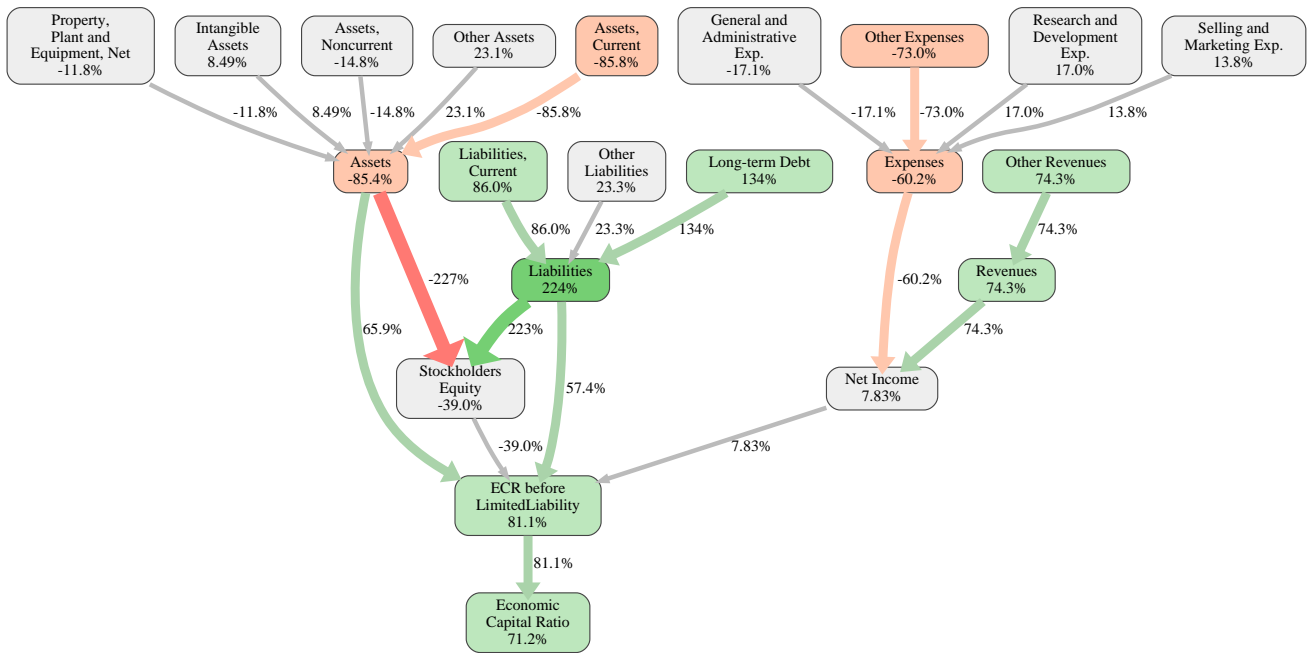 Property,
Plant and
Equipment, Net
-11.8%
Intangible
Assets
8.49%
Assets,
Noncurrent
-14.8%
Other Assets
23.1%
Assets,
Current
-85.8%
General and
Administrative
Exp.
-17.1%
Other Expenses
-73.0%
Research and
Development
Exp.
17.0%
Selling and
Marketing Exp.
13.8%
-11.8%
8.49%
-14.8%
23.1%
-85.8%
-17.1%
-73.0%
17.0%
13.8%
Assets
-85.4%
Liabilities,
Current
86.0%
Other
Liabilities
23.3%
Long-term Debt
134%
Expenses
-60.2%
Other Revenues
74.3%
86.0%
23.3%
134%
74.3%
-227%
Liabilities
224%
-60.2%
Revenues
74.3%
65.9%
223%
74.3%
Stockholders
Equity
-39.0%
57.4%
Net Income
7.83%
-39.0%
7.83%
ECR before
LimitedLiability
81.1%
81.1%
Economic
Capital Ratio
71.2%